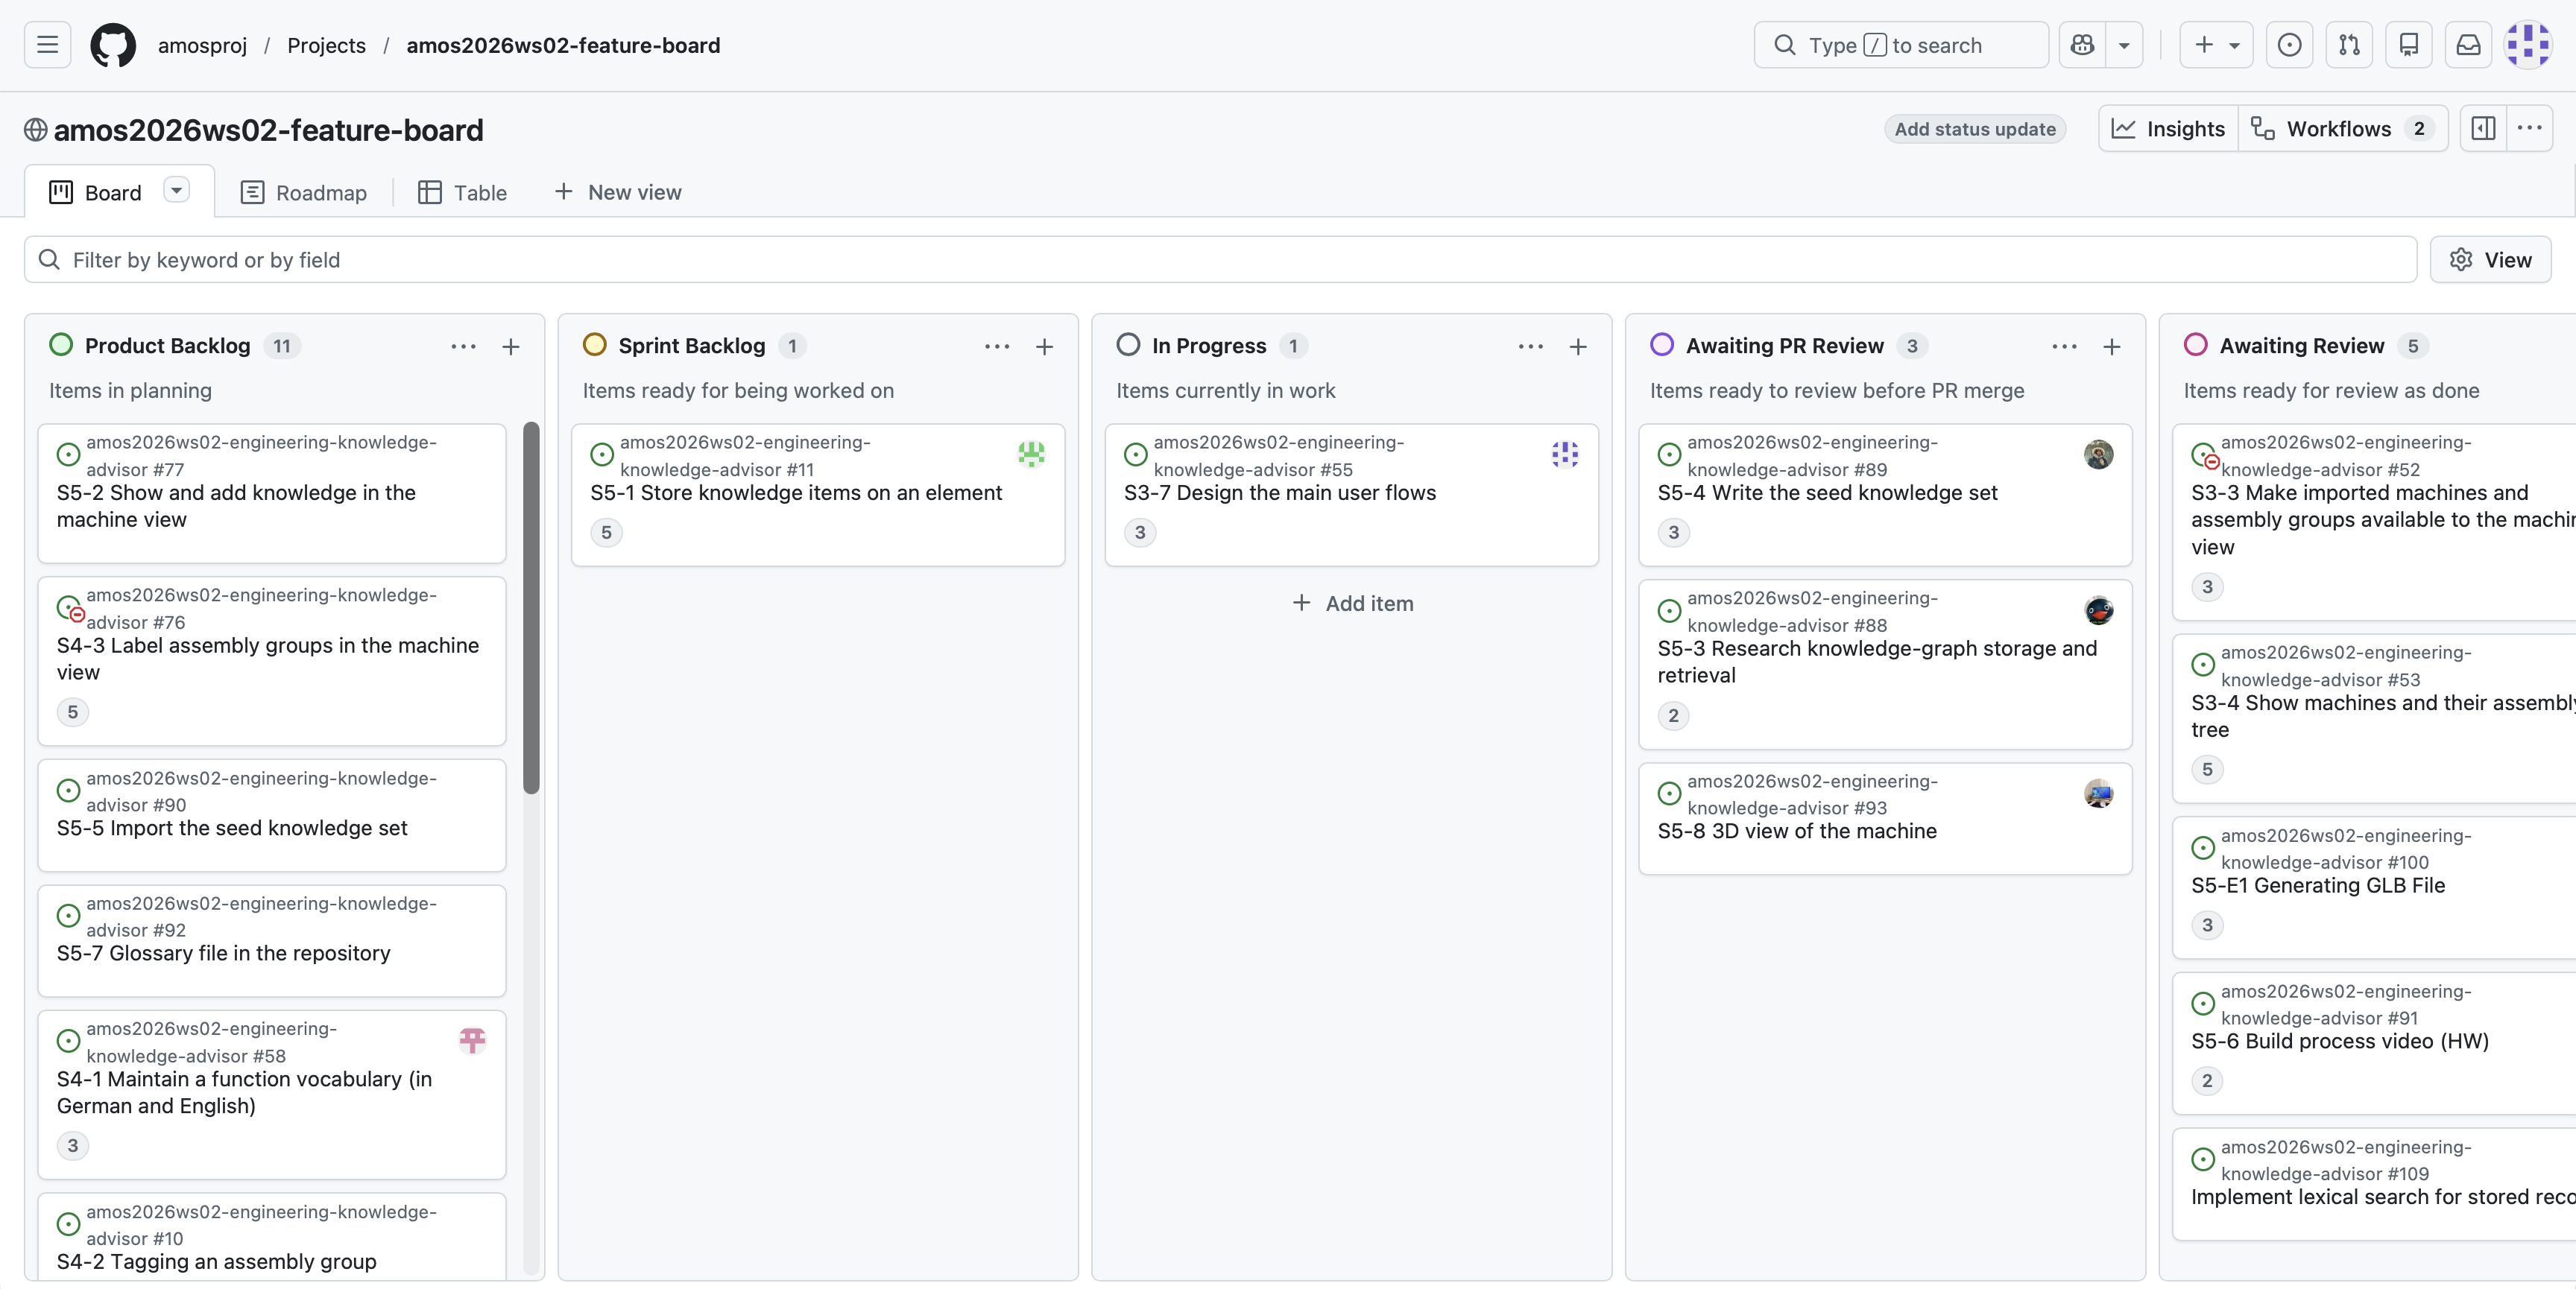 amosproj / Projects / amos2026ws02-feature-board
Type / to search
amos2026ws02-feature-board
Add status update
Insights
Workflows 2
Board
Roadmap
Table
New view
Filter by keyword or by field
View
Product Backlog 11
Items in planning
amos2026ws02-engineering-knowledge-
advisor #77
S5-2 Show and add knowledge in the
machine view
amos2026ws02-engineering-knowledge-
advisor #76
S4-3 Label assembly groups in the machine
view
5
amos2026ws02-engineering-knowledge-
advisor #90
S5-5 Import the seed knowledge set
amos2026ws02-engineering-knowledge-
advisor #92
S5-7 Glossary file in the repository
amos2026ws02-engineering-
knowledge-advisor #58
S4-1 Maintain a function vocabulary (in
German and English)
3
amos2026ws02-engineering-knowledge-
advisor #10
S4-2 Tagging an assembly group
Sprint Backlog 1
Items ready for being worked on
amos2026ws02-engineering-
knowledge-advisor #11
S5-1 Store knowledge items on an element
5
In Progress 1
Items currently in work
amos2026ws02-engineering-
knowledge-advisor #55
S3-7 Design the main user flows
3
Add item
Awaiting PR Review 3
Items ready to review before PR merge
amos2026ws02-engineering-
knowledge-advisor #89
S5-4 Write the seed knowledge set
3
amos2026ws02-engineering-
knowledge-advisor #88
S5-3 Research knowledge-graph storage and
retrieval
2
amos2026ws02-engineering-
knowledge-advisor #93
S5-8 3D view of the machine
Awaiting Review 5
Items ready for review as done
amos2026ws02-engineering-
knowledge-advisor #52
S3-3 Make imported machines and
assembly groups available to the
view
3
amos2026ws02-engineering-
knowledge-advisor #53
S3-4 Show machines and their
tree
5
amos2026ws02-engineering-
knowledge-advisor #100
S5-E1 Generating GLB File
3
amos2026ws02-engineering-
knowledge-advisor #91
S5-6 Build process video (HW)
2
amos2026ws02-engineering-
knowledge-advisor #109
Implement lexical search for stored